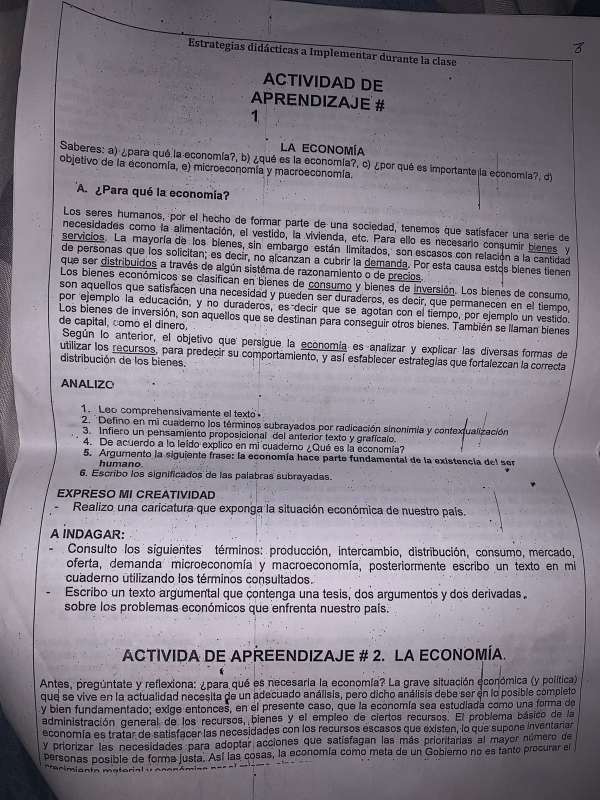 8
Estrategias didácticas a Implementar durante la clase
ACTIVIDAD DE
APRENDIZAJE #
1
LA ECONOMÍA
Saberes: a) ¿para qué la economía?, b) ¿qué es la economía?, c) ¿por qué es importante la economía?, d)
objetivo de la economía, e) microeconomía y macroeconomía.
A. ¿Para qué la economía?
Los seres humanos, por el hecho de formar parte de una sociedad, tenemos que satisfacer una serie de
necesidades como la alimentación, el vestido, la vivienda, etc. Para ello es necesario consumir bienes y
servicios. La mayoría de los bienes, sin embargo están limitados, son escasos con relación a la cantidad
de personas que los solicitan; es decir, no alcanzan a cubrir la demanda. Por esta causa estos bienes tienen
que ser distribuidos a través de algún sistema de razonamiento o de precios.
Los bienes económicos se clasifican en bienes de consumo y bienes de inversión. Los bienes de consumo,
son aquellos que satisfacen una necesidad y pueden ser duraderos, es decir, que permanecen en el tiempo,
por ejemplo la educación, y no duraderos, es decir que se agotan con el tiempo, por ejemplo un vestido.
Los bienes de inversión, son aquellos que se destinan para conseguir otros bienes. También se llaman bienes
de capital, como el dinero,
Según lo anterior, el objetivo que persigue la economía es analizar y explicar las diversas formas de
utilizar los recursos, para predecir su comportamiento, y así establecer estrategias que fortalezcan la correcta
distribución de los bienes.
ANALIZO
1. Leo comprehensivamente el texto
2. Defino en mi cuaderno los términos subrayados por radicación sinonimia y contextualización
3. Infiero un pensamiento proposicional del anterior texto y graficalo.
4. De acuerdo a lo leído explico en mi cuaderno ¿Qué es la economía?
5. Argumento la siguiente frase: la economía hace parte fundamental de la existencia del ser
humano.
6. Escribo los significados de las palabras subrayadas.
EXPRESO MI CREATIVIDAD
- Realizo una caricatura que exponga la situación económica de nuestro país.
A INDAGAR:
- Consulto los siguientes términos: producción, intercambio, distribución, consumo, mercado,
oferta, demanda microeconomía y macroeconomía, posteriormente escribo un texto en mi
cuaderno utilizando los términos consultados.
- Escribo un texto argumental que contenga una tesis, dos argumentos y dos derivadas.
sobre los problemas económicos que enfrenta nuestro país.
ACTIVIDA DE APREENDIZAJE # 2. LA ECONOMÍA
Antes, pregúntate y reflexiona: ¿para qué es necesaria la economía? La grave situación económica (y política)
que se vive en la actualidad necesita de un adecuado análisis, pero dicho análisis debe ser en lo posible completo
y bien fundamentado; exige entonces, en el presente caso, que la economía sea estudiada como una forma de
administración general de los recursos, bienes y el empleo de ciertos recursos. El problema básico de la
economía es tratar de satisfacer las necesidades con los recursos escasos que existen, lo que supone inventariar
y priorizar las necesidades para adoptar acciones que satisfagan las más prioritarias al mayor número de
personas posible de forma justa. Así las cosas, la economía como meta de un Gobierno no es tanto procurar el